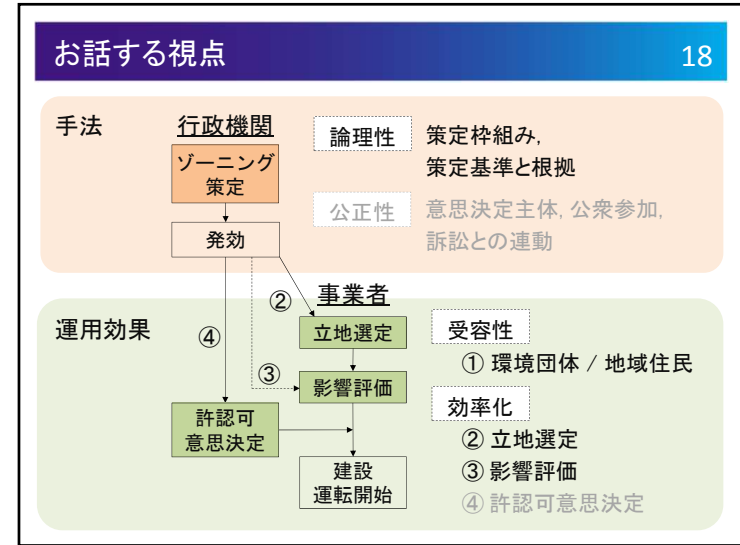 お話する視点
18
手法
行政機関
ゾーニング
策定
発効
論理性
策定枠組み,
策定基準と根拠
公正性
意思決定主体, 公衆参加,
訴訟との連動
運用効果
事業者
②
④
③
立地選定
影響評価
許認可
意思決定
建設
運転開始
受容性
① 環境団体 / 地域住民
効率化
② 立地選定
③ 影響評価
④ 許認可意思決定